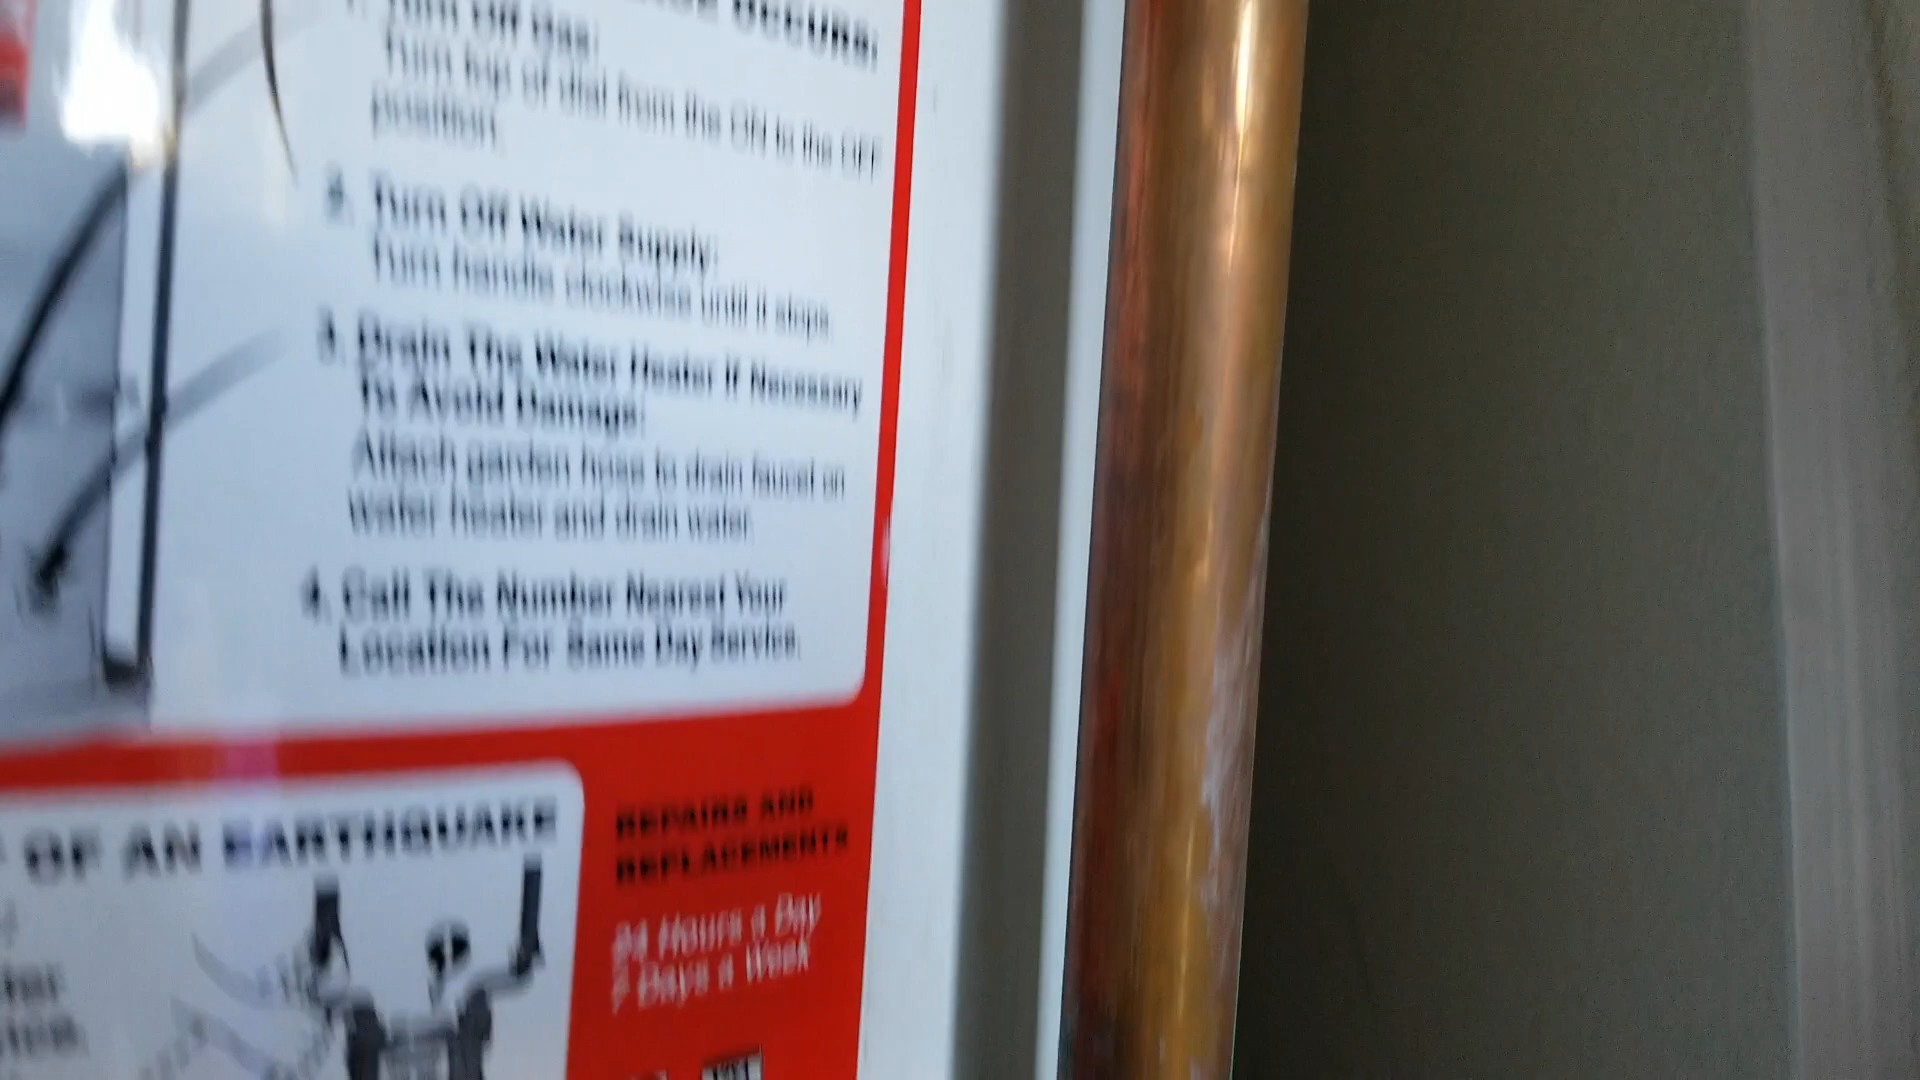 OCCURS:
1. Turn Off Gas:
Turn top of dial from the ON to the OFF
position.
2. Turn Off Water Supply:
Turn handle clockwise until it stops.
3. Drain The Water Heater If Necessary
To Avoid Damage:
Attach garden hose to drain faucet on
water heater and drain water.
4. Call The Number Nearest Your
Location For Same Day Service.
OF AN EARTHQUAKE
REPAIRS AND
REPLACEMENTS
24 Hours a Day
7 Days a Week